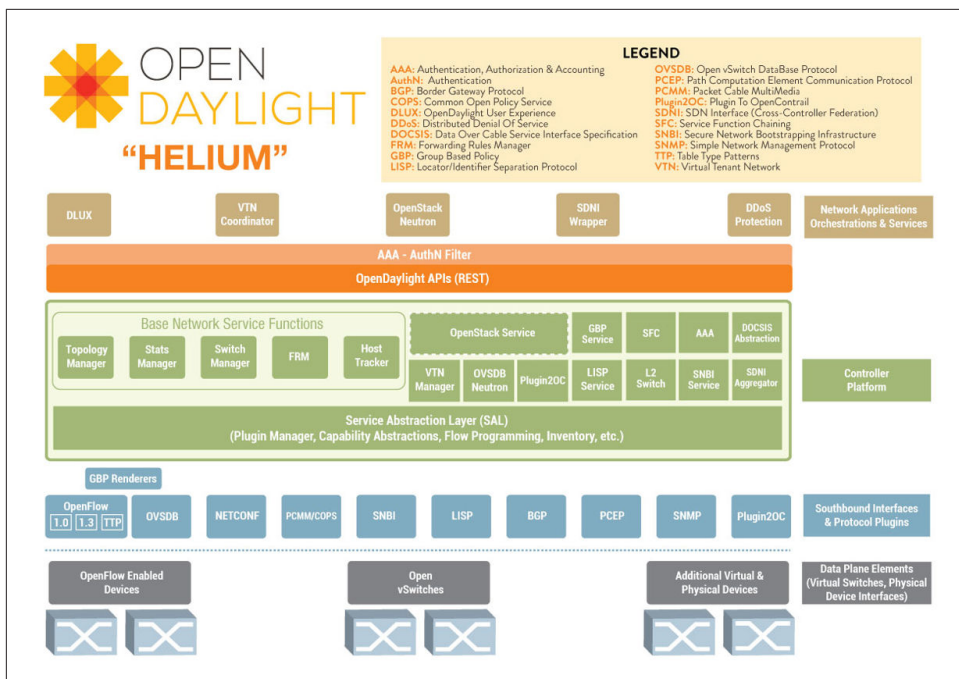 OPEN
DAYLIGHT
"HELIUM"
LEGEND
AAA: Authentication, Authorization & Accounting
AuthN: Authentication
BGP: Border Gateway Protocol
COPS: Common Open Policy Service
DLUX: OpenDaylight User Experience
DDoS: Distributed Denial Of Service
DOCSIS: Data Over Cable Service Interface Specification
FRM: Forwarding Rules Manager
GBP: Group Based Policy
LISP: Locator/Identifier Separation Protocol
OVSDB: Open vSwitch DataBase Protocol
PCEP: Path Computation Element Communication Protocol
PCMM: Packet Cable MultiMedia
Plugin2OC: Plugin To OpenContrail
SDNI: SDN Interface (Cross-Controller Federation)
SFC: Service Function Chaining
SNBI: Secure Network Bootstrapping Infrastructure
SNMP: Simple Network Management Protocol
TTP: Table Type Patterns
VTN: Virtual Tenant Network
DLUX
VTN
Coordinator
OpenStack
Neutron
SDNI
Wrapper
DDoS
Protection
Network Applications
Orchestrations & Services
AAA - AuthN Filter
OpenDaylight APIs (REST)
Base Network Service Functions
Topology
Manager
Stats
Manager
Switch
Manager
FRM
Host
Tracker
OpenStack Service
GBP
Service
SFC
AAA
DOCSIS
Abstraction
VTN
Manager
OVSDB
Neutron
Plugin2OC
LISP
Service
L2
Switch
SNBI
Service
SDNI
Aggregator
Controller
Platform
Service Abstraction Layer (SAL)
(Plugin Manager, Capability Abstractions, Flow Programming, Inventory, etc.)
GBP Renderers
OpenFlow
1.0 1.3 TTP
OVSDB
NETCONF
PCMM/COPS
SNBI
LISP
BGP
PCEP
SNMP
Plugin2OC
Southbound Interfaces
& Protocol Plugins
OpenFlow Enabled
Devices
Open
vSwitches
Additional Virtual &
Physical Devices
Data Plane Elements
(Virtual Switches, Physical
Device Interfaces)